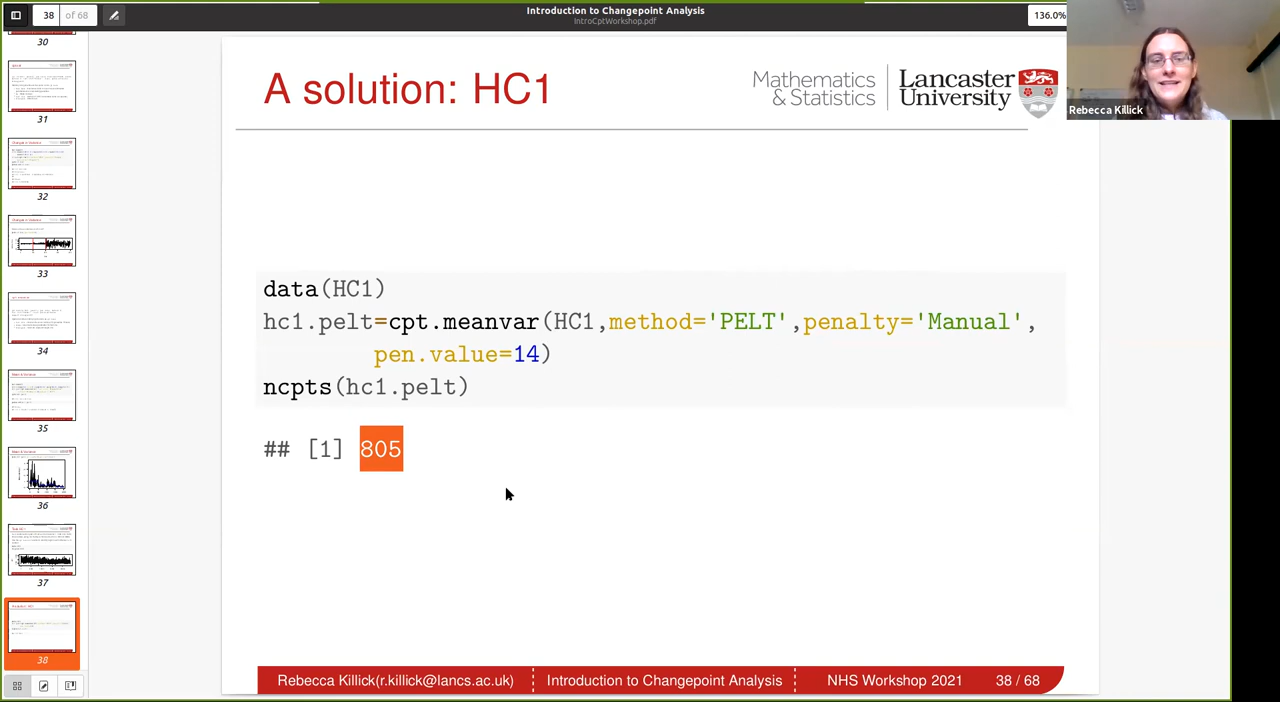 38 of 68
Introduction to Changepoint Analysis
IntroCptWorkshop.pdf
136.0%
Rebecca Killick
30
31
32
33
34
35
36
37
38
A solution: HC1
Mathematics
& Statistics
Lancaster
University
data(HC1)
hc1.pelt=cpt.meanvar(HC1,method='PELT',penalty='Manual',
pen.value=14)
ncpts(hc1.pelt)
## [1] 805
Rebecca Killick(r.killick@lancs.ac.uk) Introduction to Changepoint Analysis NHS Workshop 2021 38 / 68